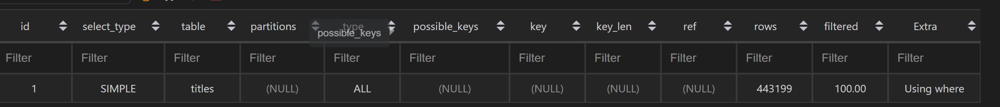 id select_type table partitions type possible_keys key key_len ref rows filtered Extra
possible_keys
Filter Filter Filter Filter Filter Filter Filter Filter Filter Filter Filter Filter
1 SIMPLE titles (NULL) ALL (NULL) (NULL) (NULL) (NULL) 443199 100.00 Using where